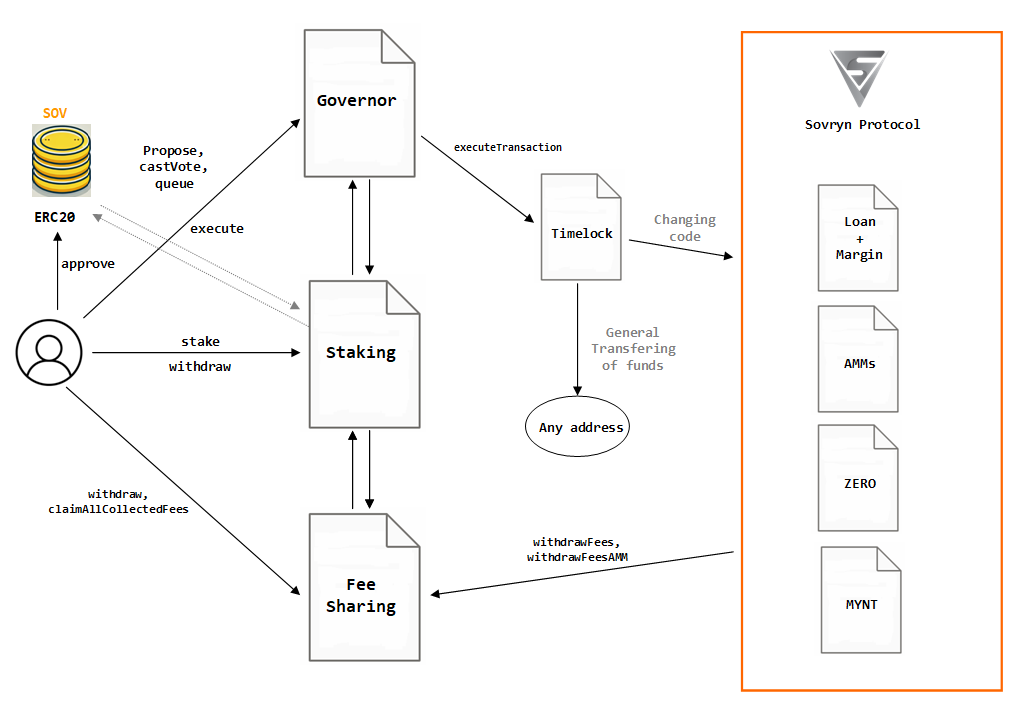 SOV
ERC20
approve
Propose,
castVote,
queue
execute
stake
withdraw
withdraw,
claimAllCollectedFees
Governor
Staking
Fee
Sharing
executeTransaction
Timelock
Changing
code
General
Transfering
of funds
Any address
withdrawFees,
withdrawFeesAMM
Sovryn Protocol
Loan
+
Margin
AMMs
ZERO
MYNT